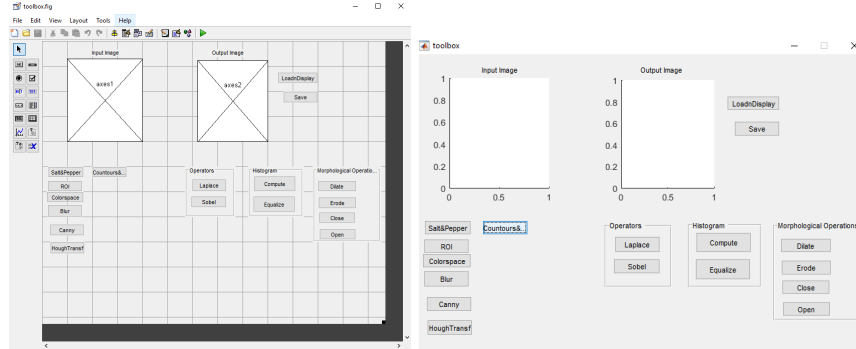 toolbox.fig
File Edit View Layout Tools Help
Input Image
Output Image
axes1
axes2
LoadnDisplay
Save
Salt&Pepper
Countours&...
ROI
Colorspace
Blur
Canny
HoughTransf
Operators
Laplace
Sobel
Histogram
Compute
Equalize
Morphological Operatio...
Dilate
Erode
Close
Open
toolbox
Input Image
Output Image
1
0.8
0.6
0.4
0.2
0
0 0.5 1
1
0.8
0.6
0.4
0.2
0
0 0.5 1
LoadnDisplay
Save
Salt&Pepper
Countours&...
ROI
Colorspace
Blur
Canny
HoughTransf
Operators
Laplace
Sobel
Histogram
Compute
Equalize
Morphological Operations
Dilate
Erode
Close
Open